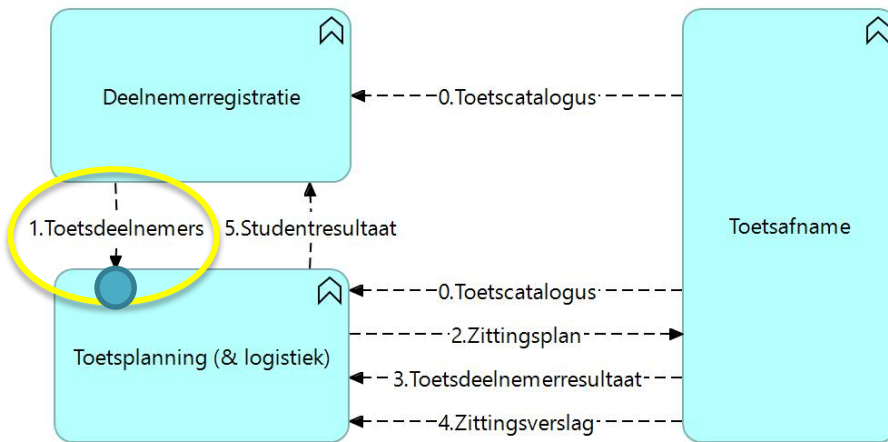 Deelnemerregistratie
0.Toetscatalogus
1.Toetsdeelnemers
5.Studentresultaat
Toetsafname
0.Toetscatalogus
2.Zittingsplan
Toetsplanning (& logistiek)
3.Toetsdeelnemerresultaat
4.Zittingsverslag